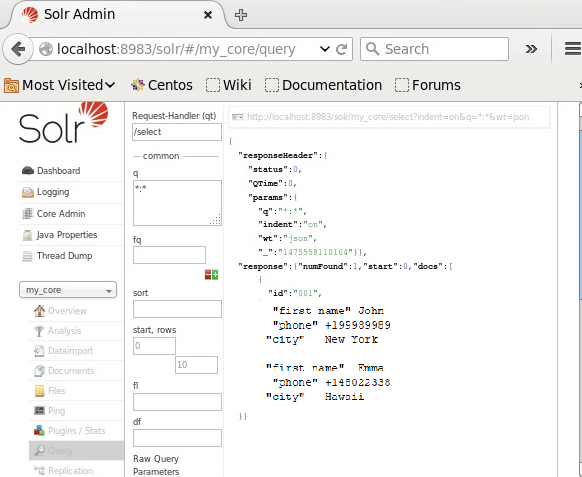 Solr Admin
localhost:8983/solr/#/my_core/query
Search
Most Visited
Centos
Wiki
Documentation
Forums
Solr
Dashboard
Logging
Core Admin
Java Properties
Thread Dump
my_core
Overview
Analysis
Dataimport
Documents
Files
Ping
Plugins / Stats
Query
Replication
Request-Handler (qt)
/select
common
q
*:*
fq
sort
start, rows
0
10
fl
df
Raw Query
Parameters
http://localhost:8983/solr/my_core/select?indent=on&q=*:*&wt=json
{
"responseHeader":{
"status":0,
"QTime":0,
"params":{
"q":"*:*",
"indent":"on",
"wt":"json",
"_":"1475558110164"}},
"response":{"numFound":1,"start":0,"docs":[
{
"id":"001",
"first name" John
"phone" +199989989
"city" New York
"first name" Emma
"phone" +148022338
"city" Hawaii
}}